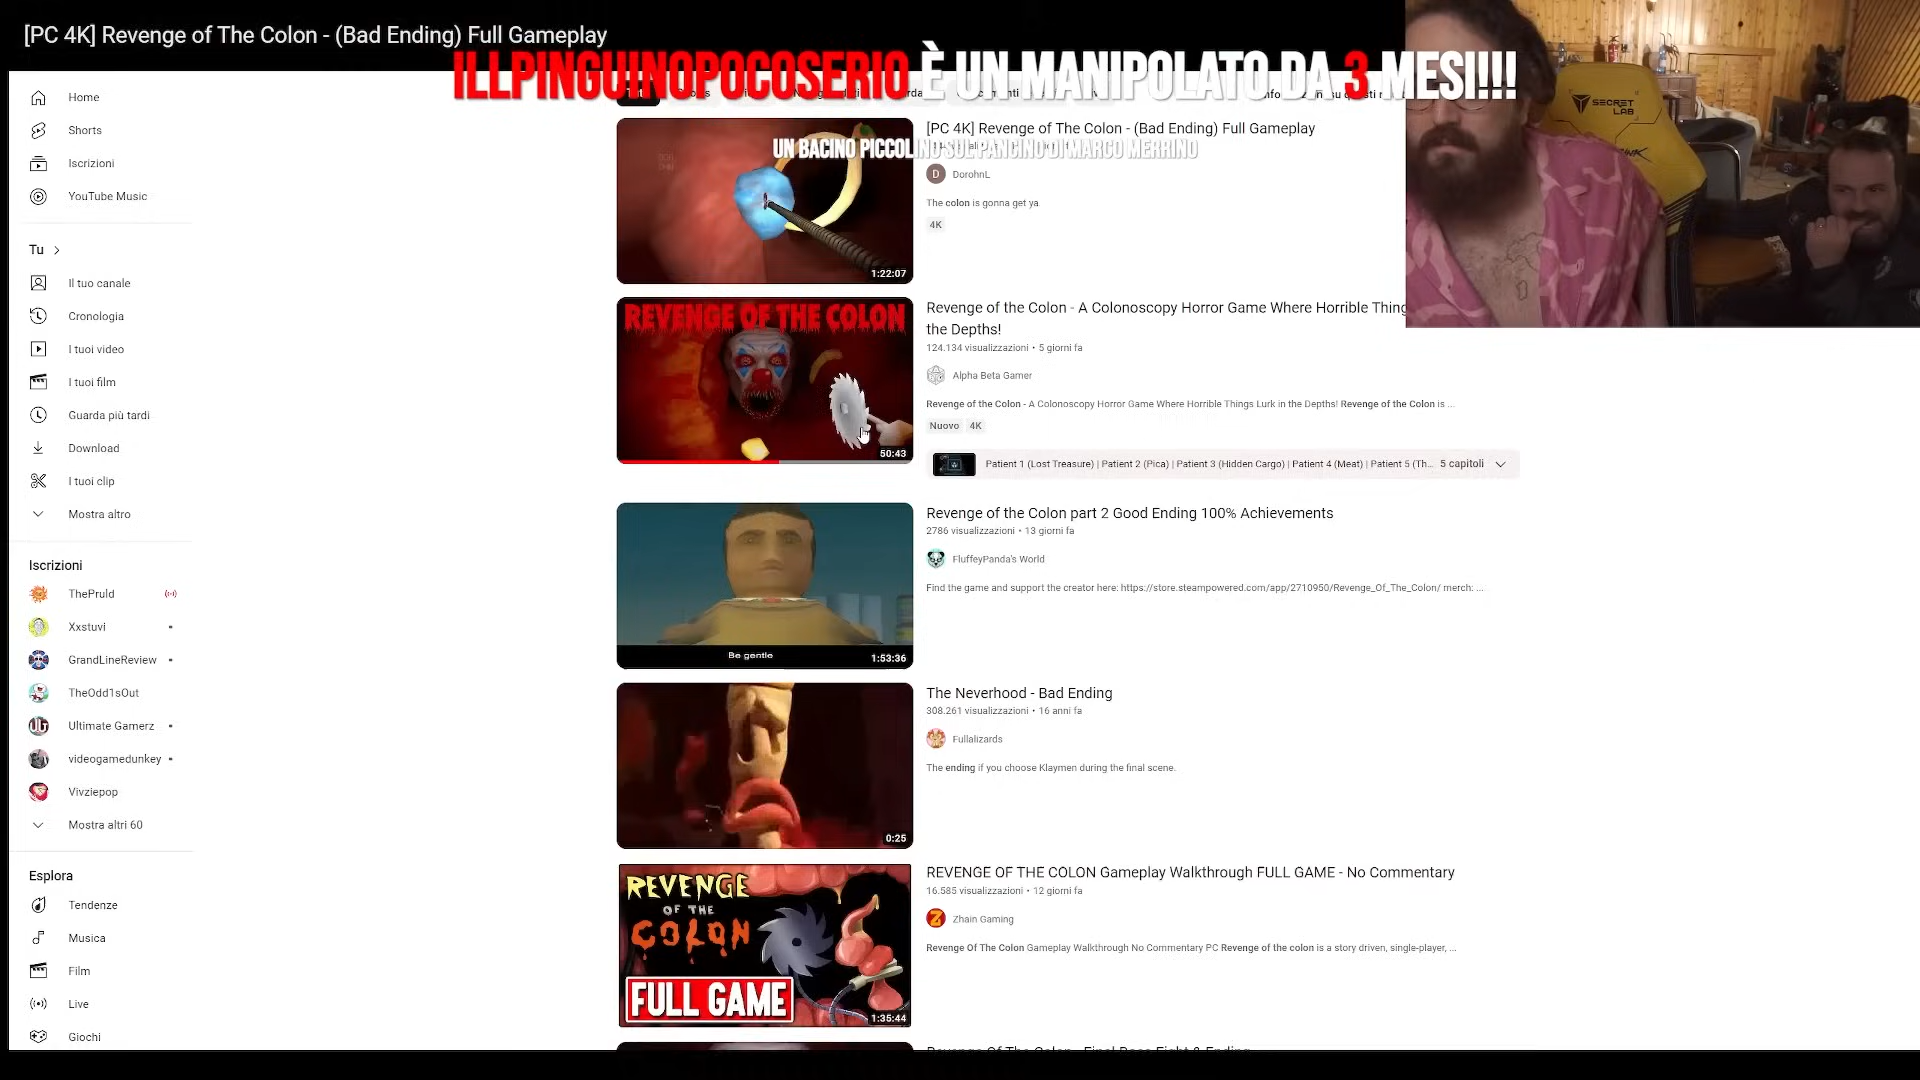 [PC 4K] Revenge of The Colon - (Bad Ending) Full Gameplay
ILLPINGUINOPOCOSERIO È UN MANIPOLATO DA 3 MESI!!!
UN BACINO PICCOLINO SUL PANCINO DI MARCO MERRINO
Home
Shorts
Iscrizioni
YouTube Music
Tu
Il tuo canale
Cronologia
I tuoi video
I tuoi film
Guarda più tardi
Download
I tuoi clip
Mostra altro
Iscrizioni
ThePruld
Xxstuvi
GrandLineReview
TheOdd1sOut
Ultimate Gamerz
videogamedunkey
Vivziepop
Mostra altri 60
Esplora
Tendenze
Musica
Film
Live
Giochi
1:22:07
[PC 4K] Revenge of The Colon - (Bad Ending) Full Gameplay
D
DorohnL
The colon is gonna get ya
4K
REVENGE OF THE COLON
50:43
Revenge of the Colon - A Colonoscopy Horror Game Where Horrible Thing
the Depths!
124.134 visualizzazioni • 5 giorni fa
Alpha Beta Gamer
Revenge of the Colon - A Colonoscopy Horror Game Where Horrible Things Lurk in the Depths! Revenge of the Colon is ...
Nuovo 4K
Patient 1 (Lost Treasure) | Patient 2 (Pica) | Patient 3 (Hidden Cargo) | Patient 4 (Meat) | Patient 5 (Th... 5 capitoli
Be gentle
1:53:36
Revenge of the Colon part 2 Good Ending 100% Achievements
2786 visualizzazioni • 13 giorni fa
FluffeyPanda's World
Find the game and support the creator here: https://store.steampowered.com/app/2710950/Revenge_Of_The_Colon/ merch: ...
0:25
The Neverhood - Bad Ending
308.261 visualizzazioni • 16 anni fa
Fullalizards
The ending if you choose Klaymen during the final scene.
REVENGE
OF THE
COLON
FULL GAME
1:35:44
REVENGE OF THE COLON Gameplay Walkthrough FULL GAME - No Commentary
16.585 visualizzazioni • 12 giorni fa
Zhain Gaming
Revenge Of The Colon Gameplay Walkthrough No Commentary PC Revenge of the colon is a story driven, single-player, ...
Revenge Of The Colon - Final Boss Fight & Ending
SECRET
LAB